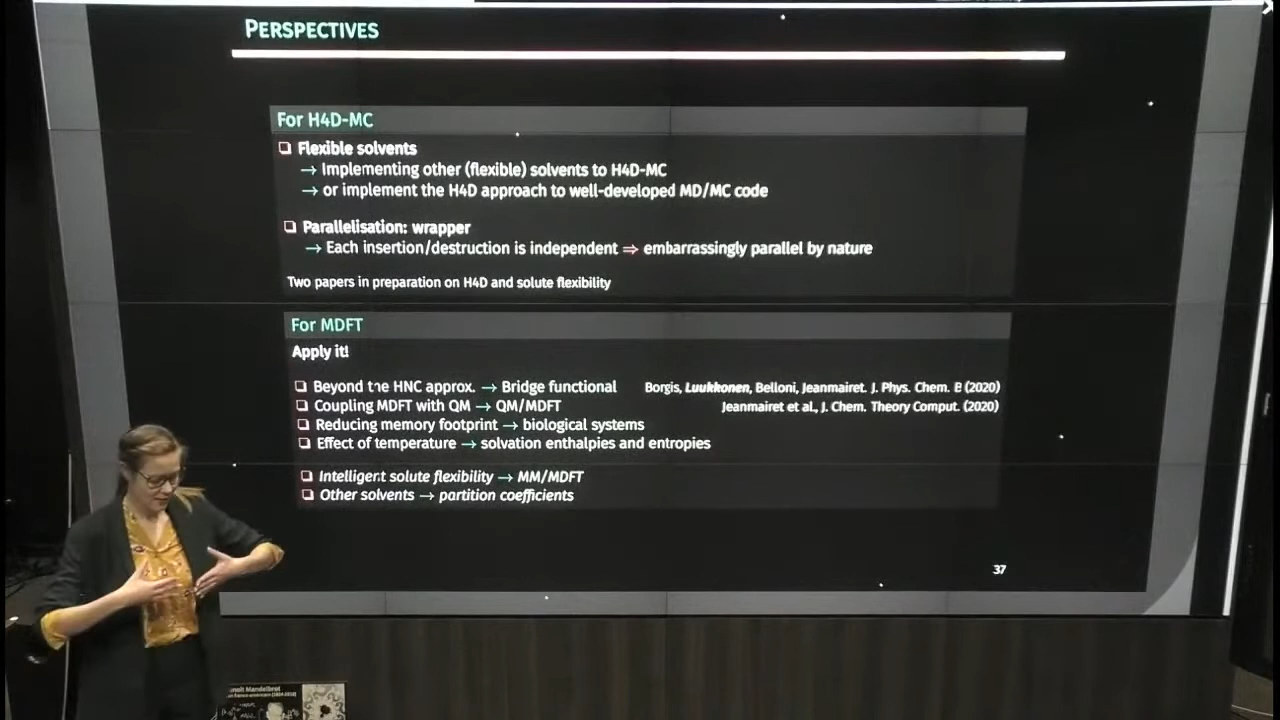 PERSPECTIVES
For H4D-MC
❑ Flexible solvents
→ Implementing other (flexible) solvents to H4D-MC
→ or implement the H4D approach to well-developed MD/MC code
❑ Parallelisation: wrapper
→ Each insertion/destruction is independent ⇒ embarrassingly parallel by nature
Two papers in preparation on H4D and solute flexibility
For MDFT
Apply it!
❑ Beyond the HNC approx. → Bridge functional Borgis, Luukkonen, Belloni, Jeanmairet. J. Phys. Chem. B (2020)
❑ Coupling MDFT with QM → QM/MDFT Jeanmairet et al., J. Chem. Theory Comput. (2020)
❑ Reducing memory footprint → biological systems
❑ Effect of temperature → solvation enthalpies and entropies
❑ Intelligent solute flexibility → MM/MDFT
❑ Other solvents → partition coefficients
37
Mandelbrot